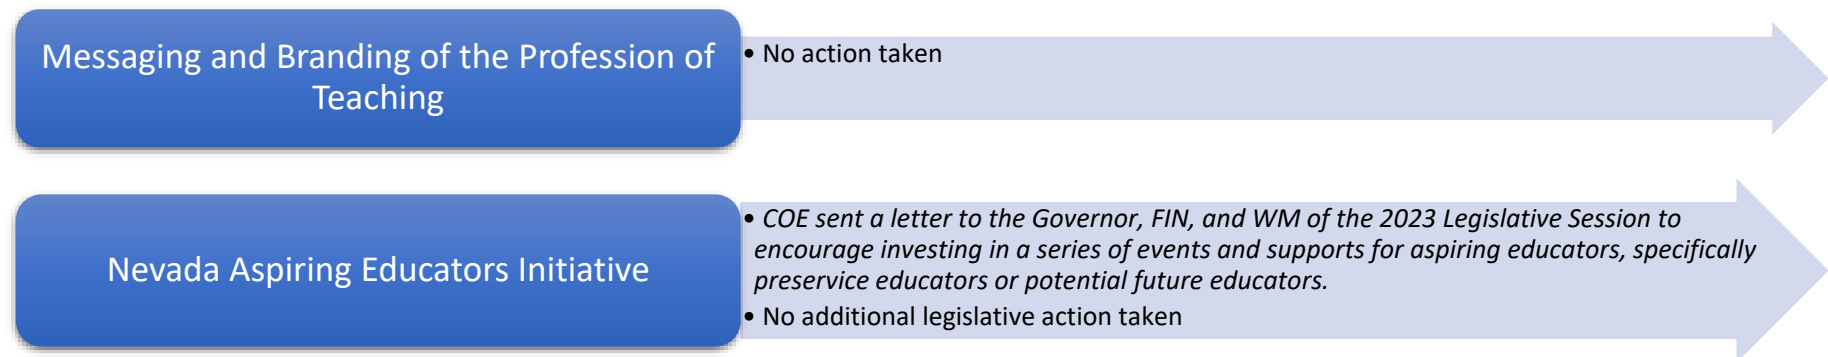 Messaging and Branding of the Profession of
Teaching
• No action taken
Nevada Aspiring Educators Initiative
• COE sent a letter to the Governor, FIN, and WM of the 2023 Legislative Session to
encourage investing in a series of events and supports for aspiring educators, specifically
preservice educators or potential future educators.
• No additional legislative action taken